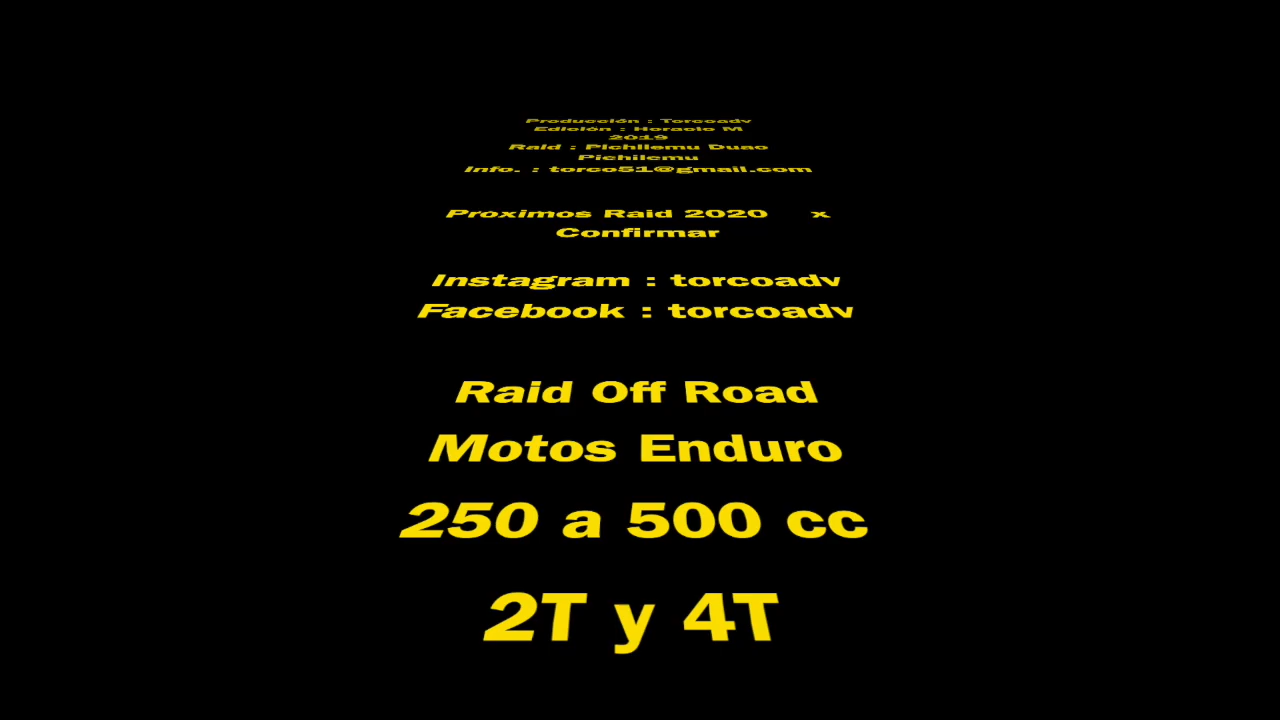 Producción : Torcoadv
Edición : Horacio M
2019
Raid : Pichilemu Duao
Pichilemu
Info. : torco51@gmail.com
Proximos Raid 2020 x
Confirmar
Instagram : torcoadv
Facebook : torcoadv
Raid Off Road
Motos Enduro
250 a 500 cc
2T y 4T